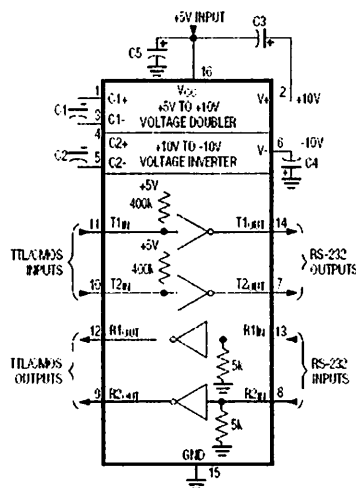 +5V INPUT
C3
C5
16
1
C1+
VCC
V+
2
+10V
C1
+5V TO +10V
3
C1-
VOLTAGE DOUBLER
4
C2+
+10V TO -10V
V-
6
-10V
C2
5
C2-
VOLTAGE INVERTER
C4
+5V
400k
11
T1IN
T1OUT
14
+5V
TTL/CMOS
INPUTS
400k
RS-232
OUTPUTS
10
T2IN
T2OUT
7
12
R1OUT
R1IN
13
TTL/CMOS
OUTPUTS
5k
RS-232
INPUTS
9
R2OUT
R2IN
8
5k
GND
15